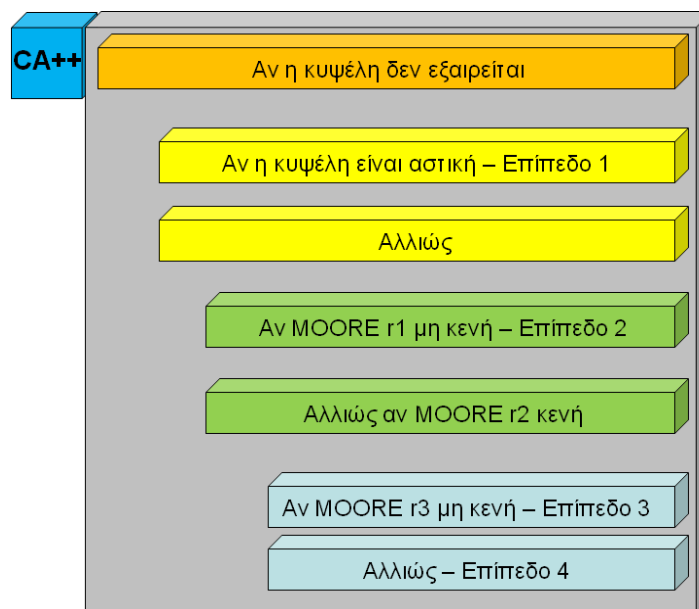 CA++
Αν η κυψέλη δεν εξαιρείται
Αν η κυψέλη είναι αστική – Επίπεδο 1
Αλλιώς
Αν MOORE r1 μη κενή – Επίπεδο 2
Αλλιώς αν MOORE r2 κενή
Αν MOORE r3 μη κενή – Επίπεδο 3
Αλλιώς – Επίπεδο 4